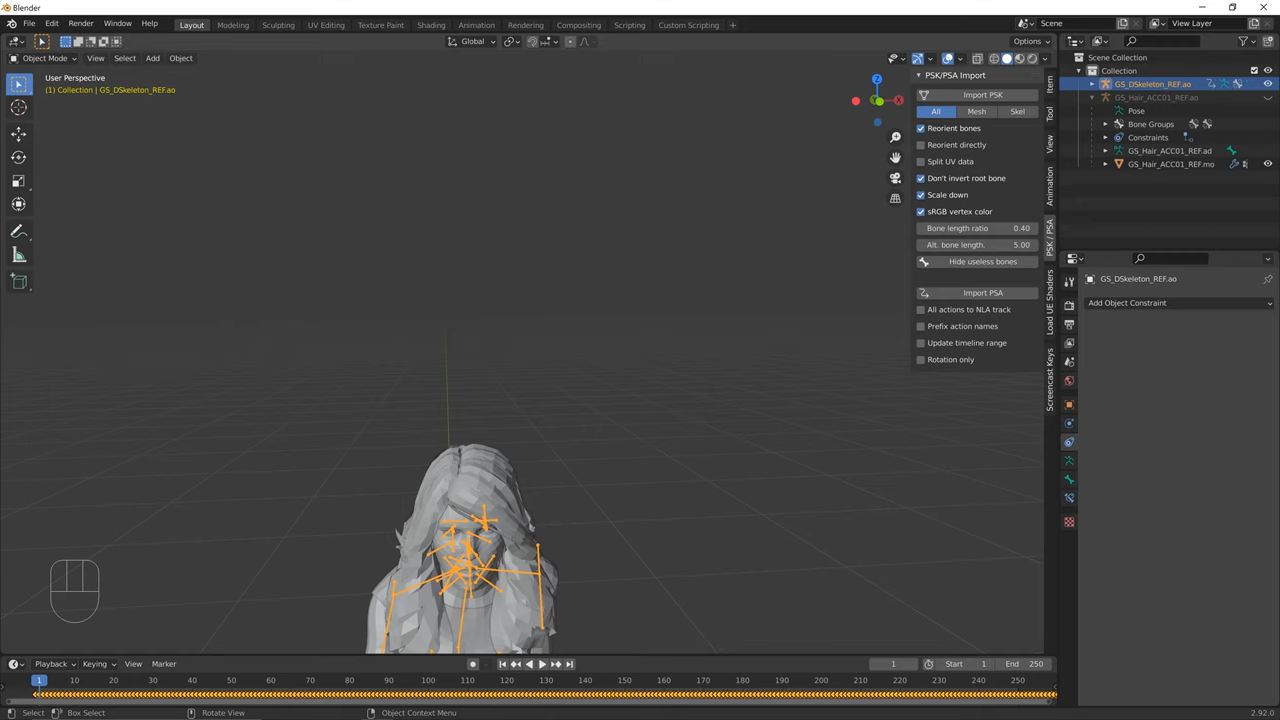 Blender
File Edit Render Window Help Layout Modeling Sculpting UV Editing Texture Paint Shading Animation Rendering Compositing Scripting Custom Scripting + Scene View Layer
Global Options
Object Mode View Select Add Object
User Perspective
(1) Collection | GS_DSkeleton_REF.ao
Z
X
PSK/PSA Import
Import PSK
All Mesh Skel
Reorient bones
Reorient directly
Split UV data
Don't invert root bone
Scale down
sRGB vertex color
Bone length ratio 0.40
Alt. bone length. 5.00
Hide useless bones
Import PSA
All actions to NLA track
Prefix action names
Update timeline range
Rotation only
Item
Tool
View
Animation
PSK / PSA
Load UE Shaders
Screencast Keys
Scene Collection
Collection
GS_DSkeleton_REF.ao
GS_Hair_ACC01_REF.ao
Pose
Bone Groups
Constraints
GS_Hair_ACC01_REF.ad
GS_Hair_ACC01_REF.mo
GS_DSkeleton_REF.ao
Add Object Constraint
Playback Keying View Marker 1 Start 1 End 250
1 10 20 30 40 50 60 70 80 90 100 110 120 130 140 150 160 170 180 190 200 210 220 230 240 250
Select Box Select Rotate View Object Context Menu 2.92.0